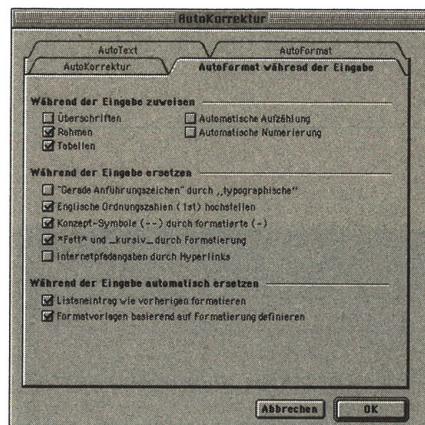 AutoKorrektur
AutoText
AutoFormat
AutoKorrektur
AutoFormat während der Eingabe
Während der Eingabe zuweisen
Überschriften
Automatische Aufzählung
Rahmen
Automatische Numerierung
Tabellen
Während der Eingabe ersetzen
"Gerade Anführungszeichen" durch „typographische“
Englische Ordnungszahlen (1st) hochstellen
Konzept-Symbole (--) durch formatierte (-)
*Fett* und _kursiv_ durch Formatierung
Internetpfadangaben durch Hyperlinks
Während der Eingabe automatisch ersetzen
Listeneintrag wie vorherigen formatieren
Formatvorlagen basierend auf Formatierung definieren
Abbrechen
OK